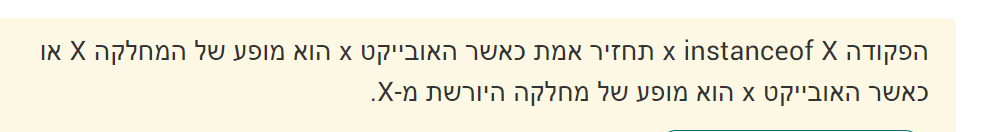 הפקודה x instanceof X תחזיר אמת כאשר האובייקט x הוא מופע של המחלקה X או
כאשר האובייקט x הוא מופע של מחלקה היורשת מ-X.